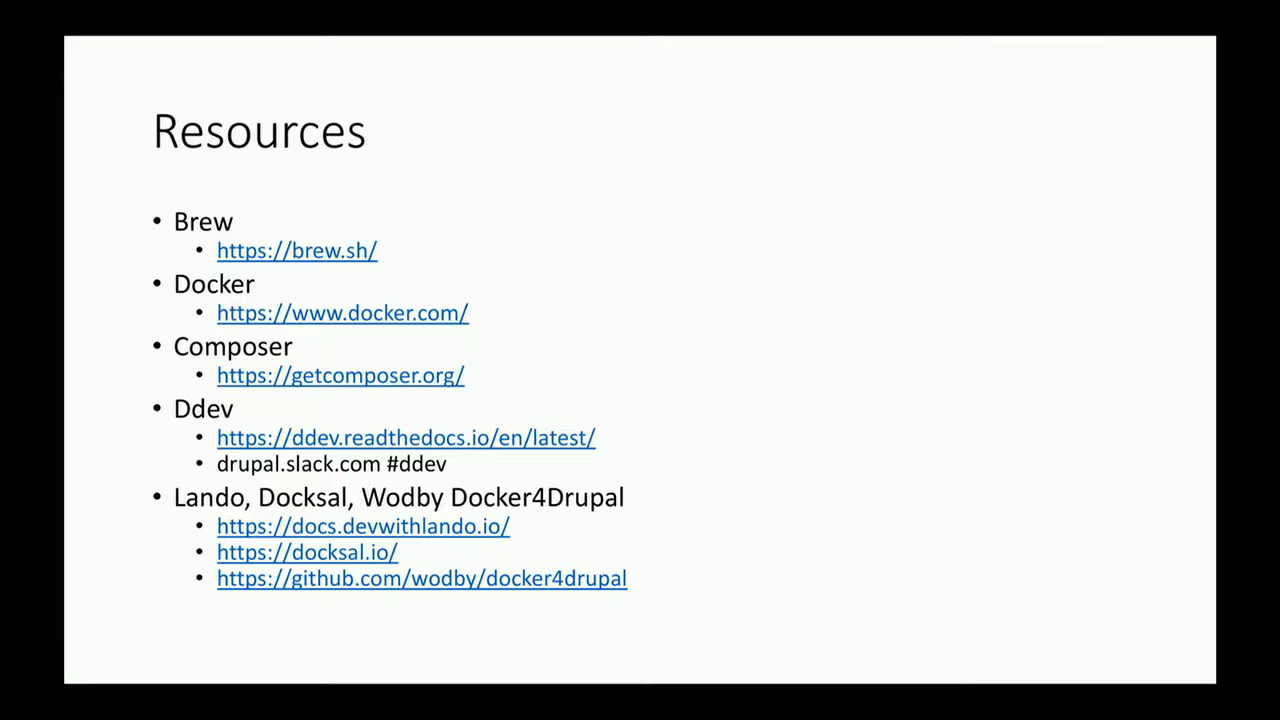 Resources
• Brew
• https://brew.sh/
• Docker
• https://www.docker.com/
• Composer
• https://getcomposer.org/
• Ddev
• https://ddev.readthedocs.io/en/latest/
• drupal.slack.com #ddev
• Lando, Docksal, Wodby Docker4Drupal
• https://docs.devwithlando.io/
• https://docksal.io/
• https://github.com/wodby/docker4drupal